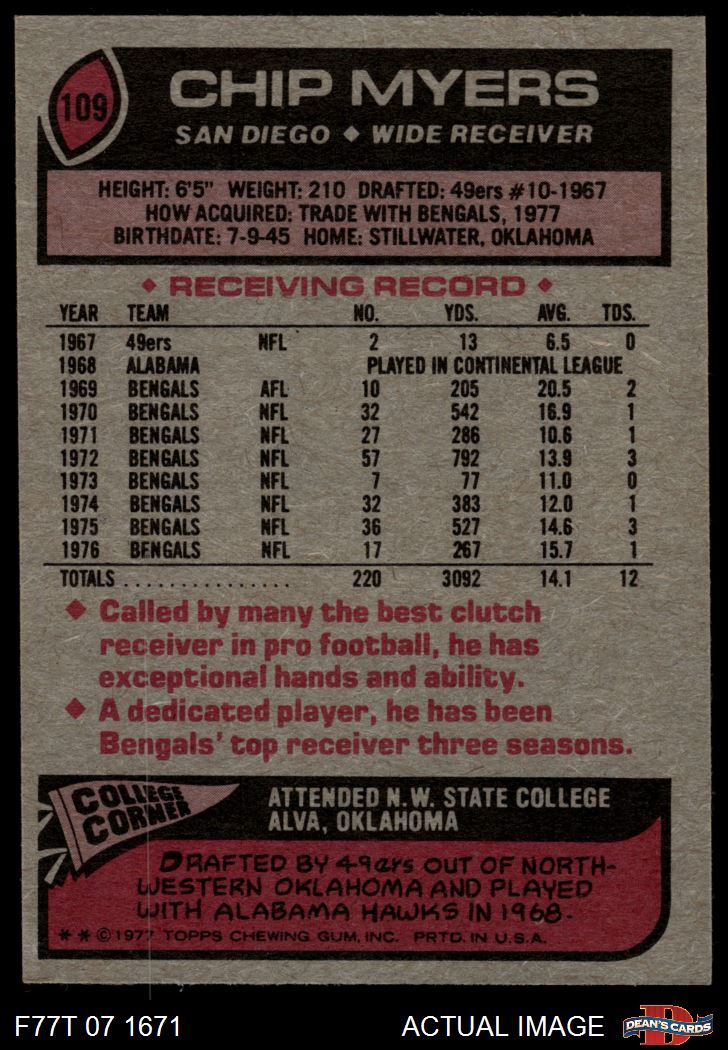 109
CHIP MYERS
SAN DIEGO ◆ WIDE RECEIVER
HEIGHT: 6'5" WEIGHT: 210 DRAFTED: 49ers #10-1967
HOW ACQUIRED: TRADE WITH BENGALS, 1977
BIRTHDATE: 7-9-45 HOME: STILLWATER, OKLAHOMA
◆ RECEIVING RECORD ◆
YEAR TEAM NO. YDS. AVG. TDS.
1967 49ers NFL 2 13 6.5 0
1968 ALABAMA PLAYED IN CONTINENTAL LEAGUE
1969 BENGALS AFL 10 205 20.5 2
1970 BENGALS NFL 32 542 16.9 1
1971 BENGALS NFL 27 286 10.6 1
1972 BENGALS NFL 57 792 13.9 3
1973 BENGALS NFL 7 77 11.0 0
1974 BENGALS NFL 32 383 12.0 1
1975 BENGALS NFL 36 527 14.6 3
1976 BENGALS NFL 17 267 15.7 1
TOTALS ............... 220 3092 14.1 12
◆ Called by many the best clutch
receiver in pro football, he has
exceptional hands and ability.
◆ A dedicated player, he has been
Bengals' top receiver three seasons.
COLLEGE
CORNER
ATTENDED N.W. STATE COLLEGE
ALVA, OKLAHOMA
DRAFTED BY 49ers OUT OF NORTH-
WESTERN OKLAHOMA AND PLAYED
WITH ALABAMA HAWKS IN 1968.
** © 1977 TOPPS CHEWING GUM, INC. PRTD. IN U.S.A.
F77T 07 1671
ACTUAL IMAGE
D
DEAN'S CARDS